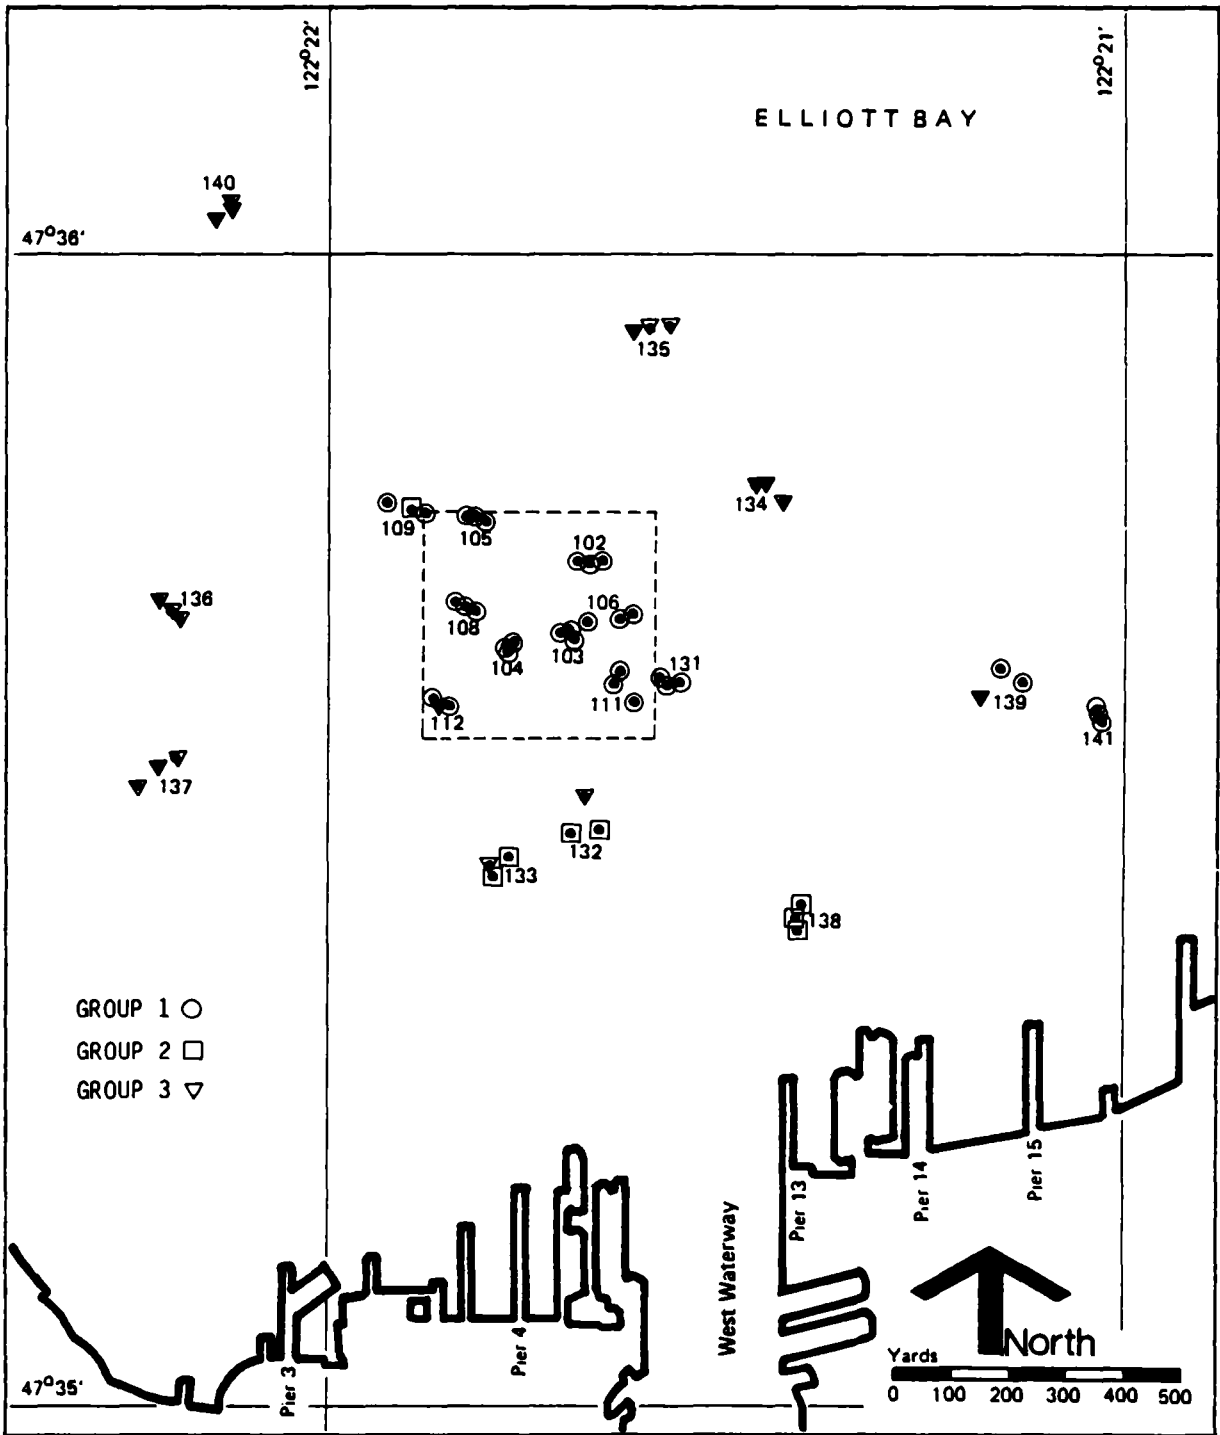 122°22'
122°21'
ELLIOTT BAY
140
47°36'
135
134
109
105
102
136
106
108
103
104
131
111
139
112
141
137
132
133
138
GROUP 1
GROUP 2
GROUP 3
Pier 13
Pier 14
Pier 15
West Waterway
Pier 4
Pier 3
North
Yards
0 100 200 300 400 500
47°35'